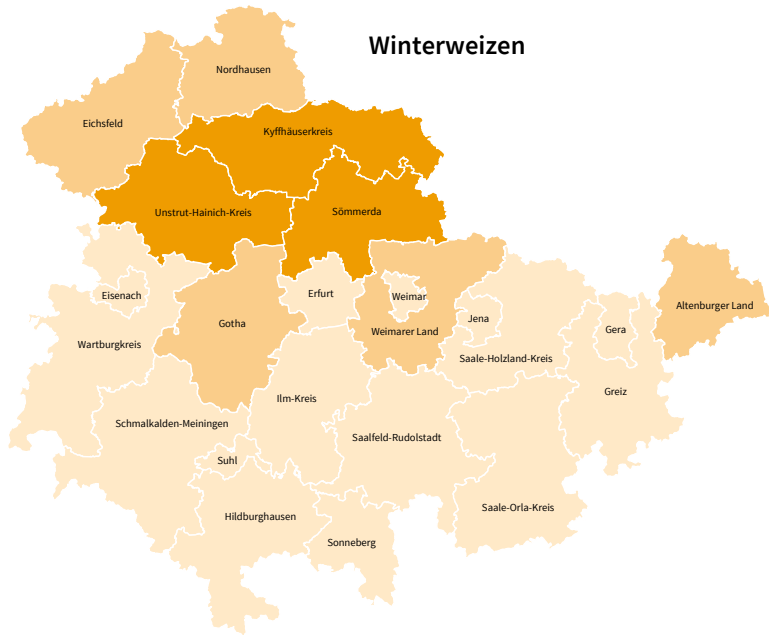 Winterweizen
Nordhausen
Eichsfeld
Kyffhäuserkreis
Unstrut-Hainich-Kreis
Sömmerda
Eisenach
Erfurt
Weimar
Altenburger Land
Gotha
Weimarer Land
Jena
Gera
Wartburgkreis
Saale-Holzland-Kreis
Greiz
Ilm-Kreis
Schmalkalden-Meiningen
Saalfeld-Rudolstadt
Suhl
Saale-Orla-Kreis
Hildburghausen
Sonneberg